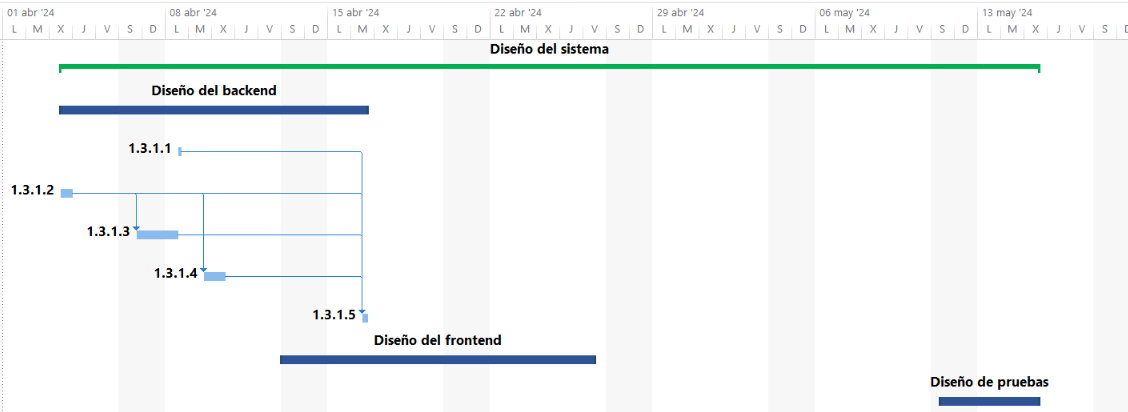 01 abr '24 08 abr '24 15 abr '24 22 abr '24 29 abr '24 06 may '24 13 may '24
L M X J V S D L M X J V S D L M X J V S D L M X J V S D L M X J V S D L M X J V S D L M X J V S D
Diseño del sistema
Diseño del backend
1.3.1.1
1.3.1.2
1.3.1.3
1.3.1.4
1.3.1.5
Diseño del frontend
Diseño de pruebas